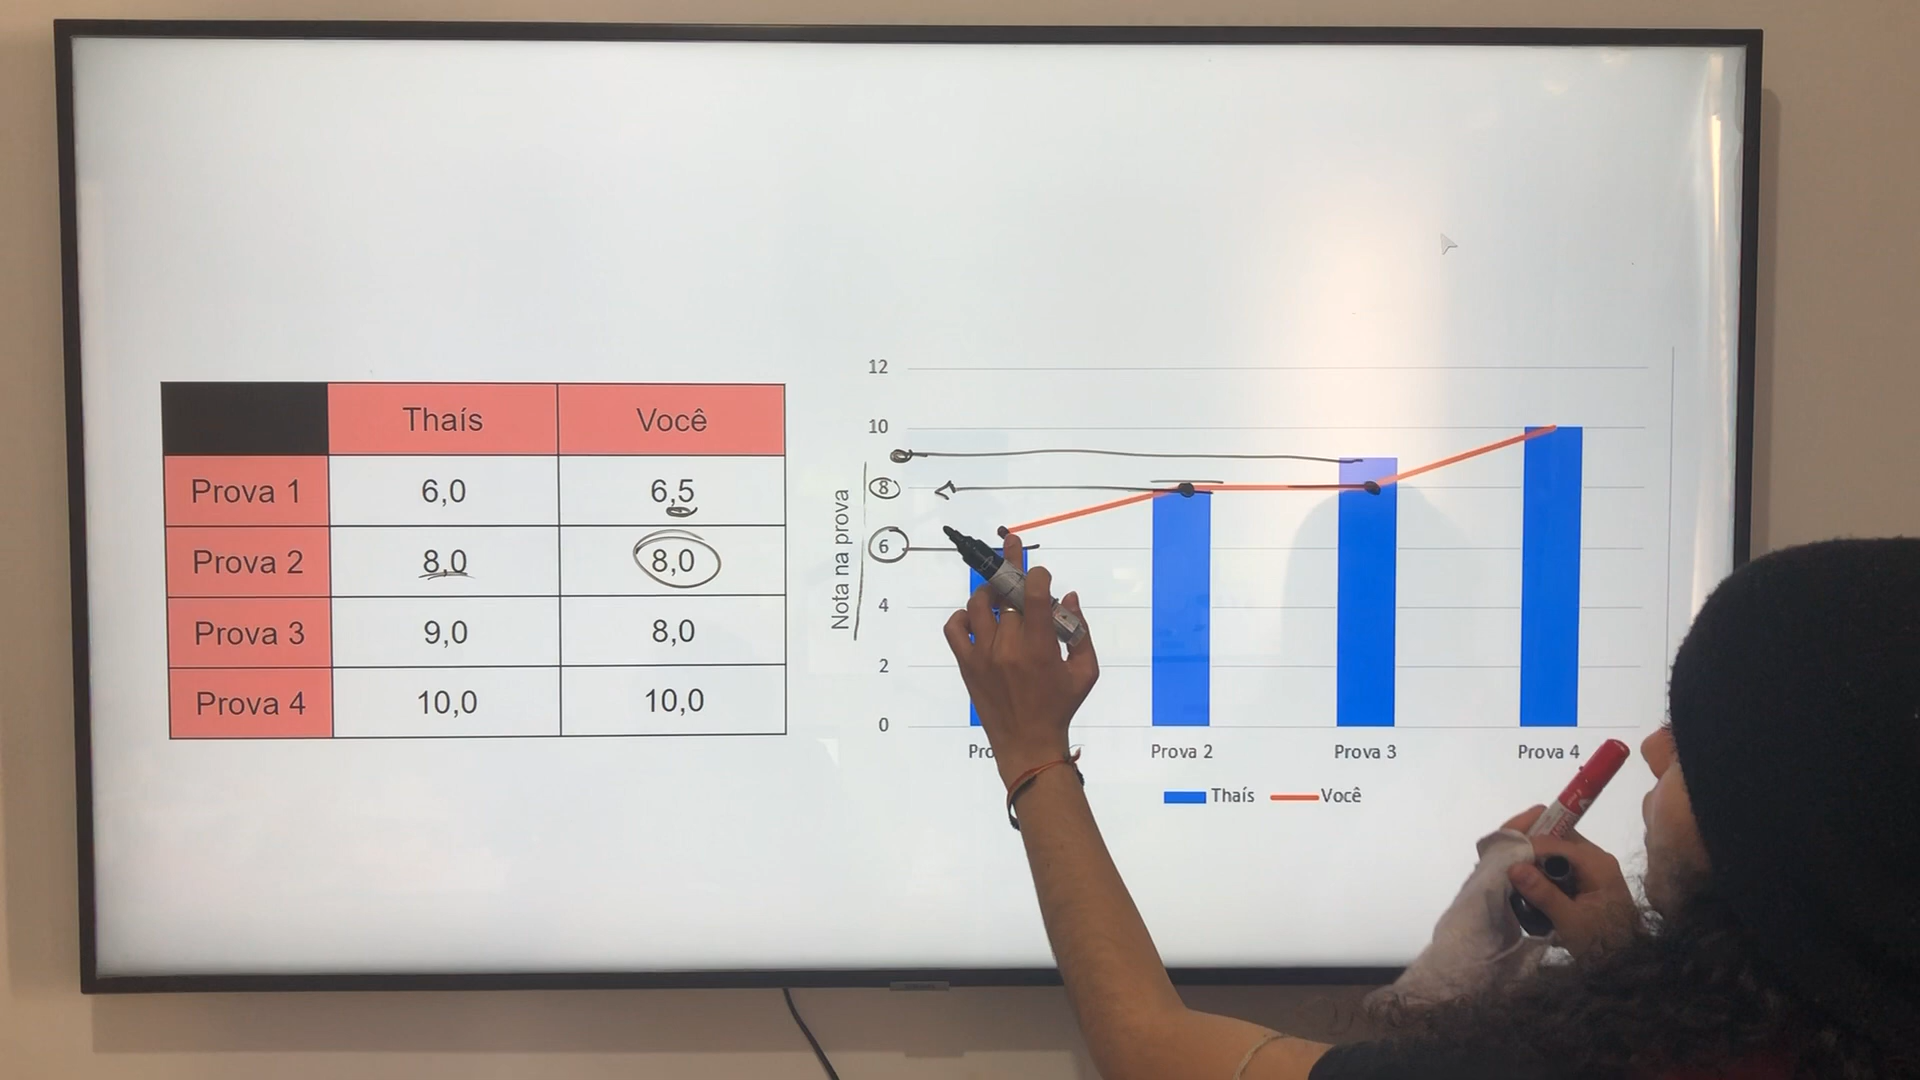 Thaís Você
Prova 1 6,0 6,5
Prova 2 8,0 8,0
Prova 3 9,0 8,0
Prova 4 10,0 10,0
Nota na prova
12
10
8
6
4
2
0
Prova 2 Prova 3 Prova 4
Thaís Você